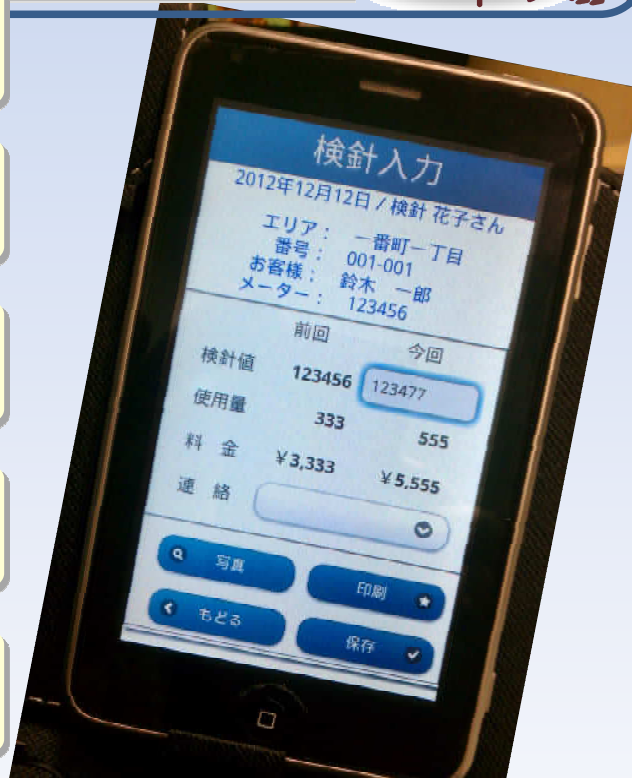 検針入力
2012年12月12日 / 検針 花子さん
エリア： 一番町一丁目
番号： 001-001
お客様： 鈴木 一郎
メーター： 123456
前回 今回
検針値 123456 123477
使用量 333 555
料 金 ¥3,333 ¥5,555
連 絡
写真 印刷
もどる 保存